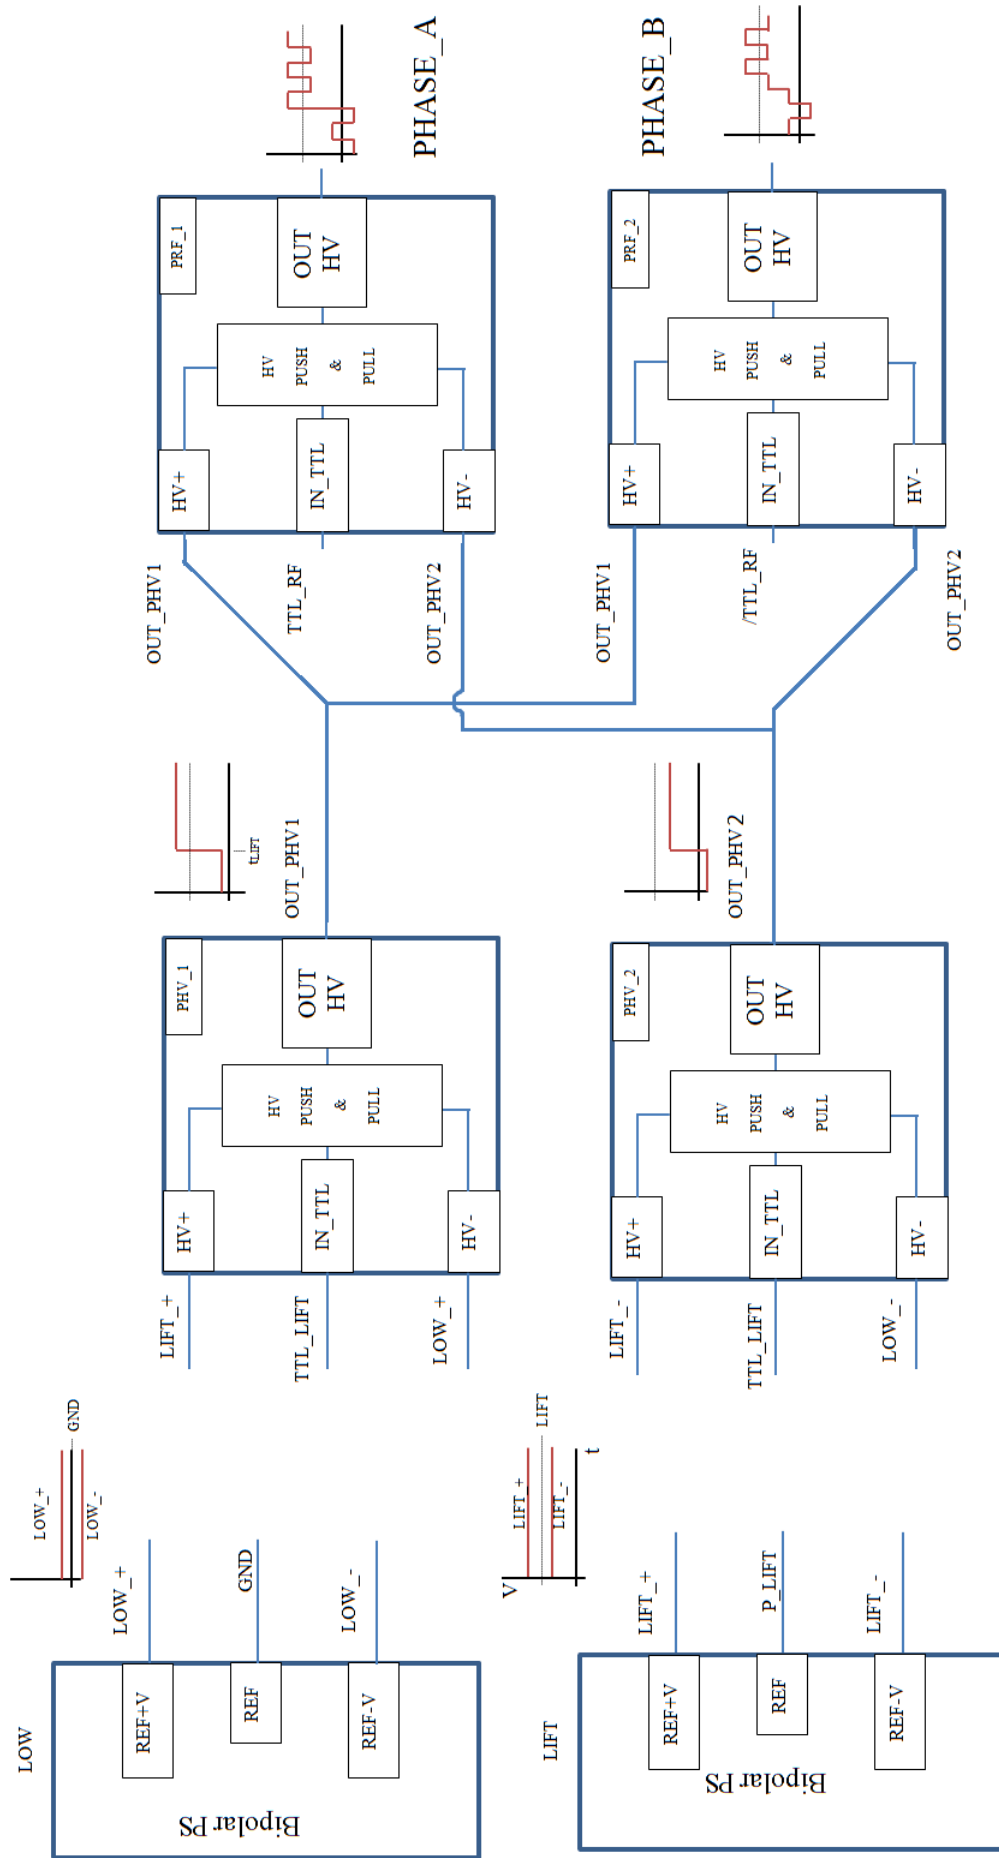 LOW
Bipolar PS
REF+V
REF
REF-V
LOW_+
GND
LOW_-
LOW_+
LOW_-
GND
LIFT
Bipolar PS
REF+V
REF
REF-V
LIFT_+
P_LIFT
LIFT_-
V
LIFT_+
LIFT_-
LIFT
t
LIFT_+
TTL_LIFT
LOW_+
HV+
IN_TTL
HV-
HV
PUSH
&
PULL
PHV_1
OUT
HV
OUT_PHV1
tLIFT
LIFT_-
TTL_LIFT
LOW_-
HV+
IN_TTL
HV-
HV
PUSH
&
PULL
PHV_2
OUT
HV
OUT_PHV2
OUT_PHV1
TTL_RF
OUT_PHV2
HV+
IN_TTL
HV-
HV
PUSH
&
PULL
PRF_1
OUT
HV
PHASE_A
OUT_PHV1
/TTL_RF
OUT_PHV2
HV+
IN_TTL
HV-
HV
PUSH
&
PULL
PRF_2
OUT
HV
PHASE_B